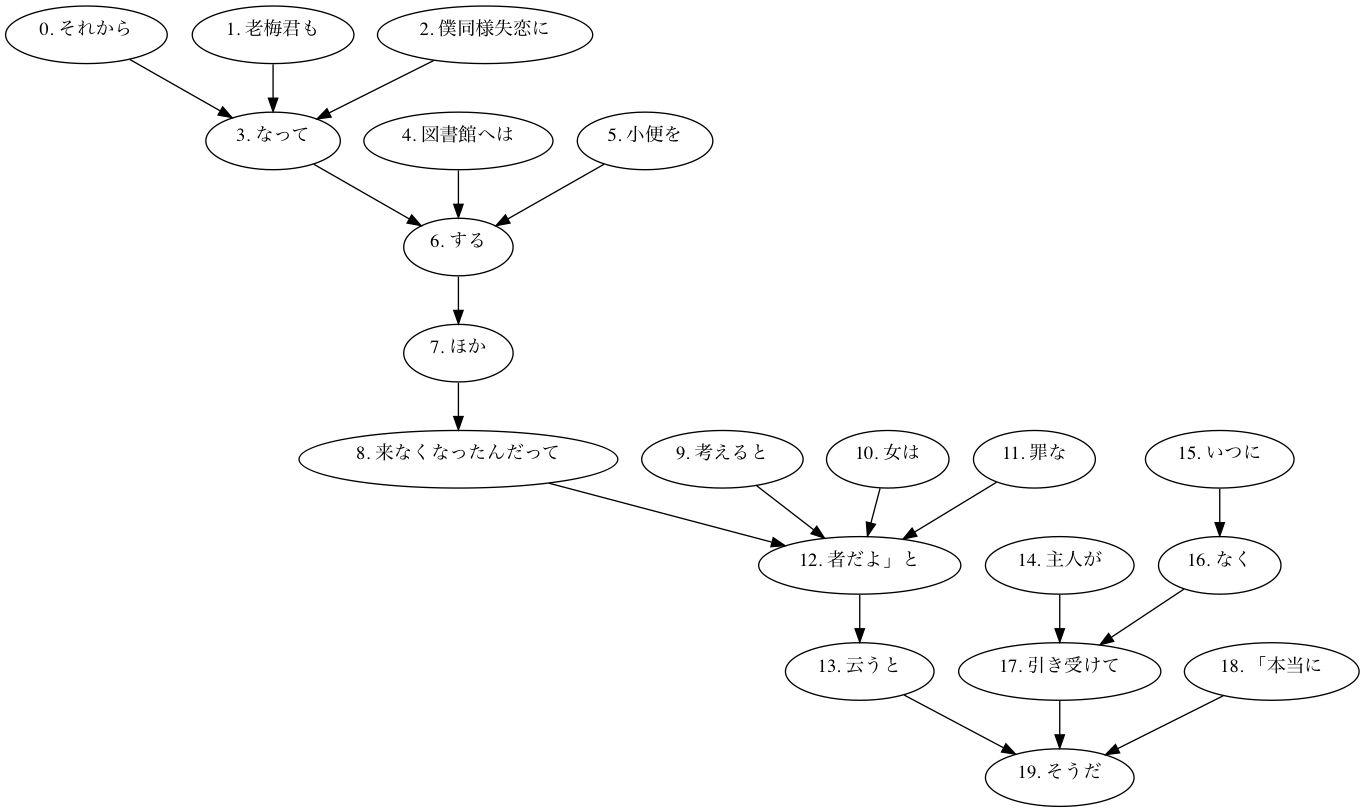 0. それから
1. 老梅君も
2. 僕同様失恋に
3. なって
4. 図書館へは
5. 小便を
6. する
7. ほか
8. 来なくなったんだって
9. 考えると
10. 女は
11. 罪な
15. いつに
12. 者だよ」と
14. 主人が
16. なく
13. 云うと
17. 引き受けて
18. 「本当に
19. そうだ